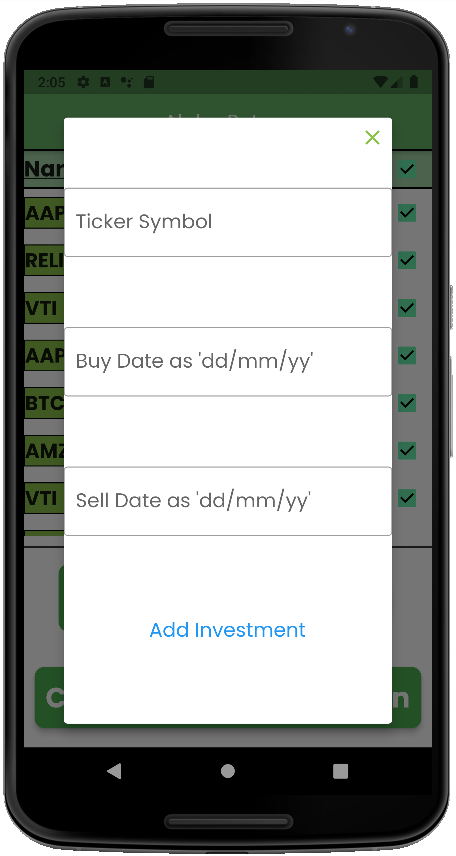 2:05
Nar
AAP
RELI
VTI
AAP
BTC
AMZ
VTI
Ticker Symbol
Buy Date as 'dd/mm/yy'
Sell Date as 'dd/mm/yy'
Add Investment
C
n